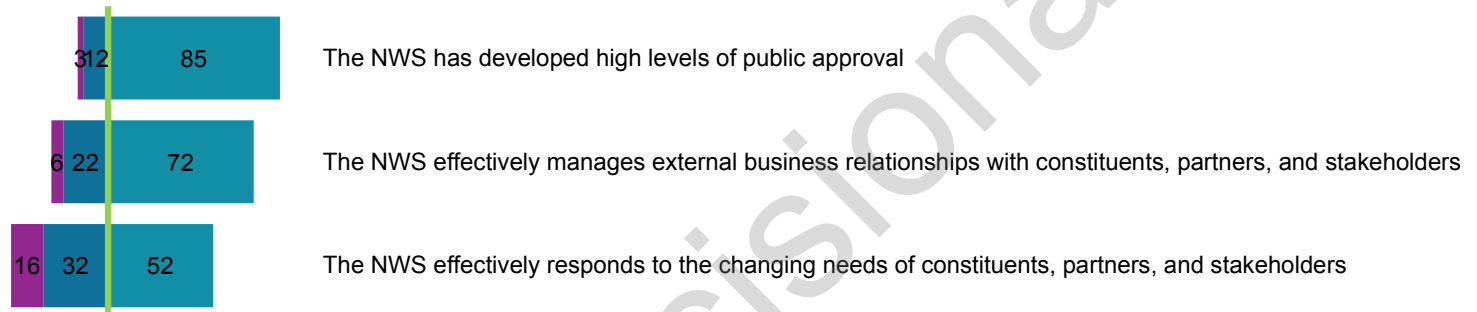 3 12 85 The NWS has developed high levels of public approval
6 22 72 The NWS effectively manages external business relationships with constituents, partners, and stakeholders
16 32 52 The NWS effectively responds to the changing needs of constituents, partners, and stakeholders